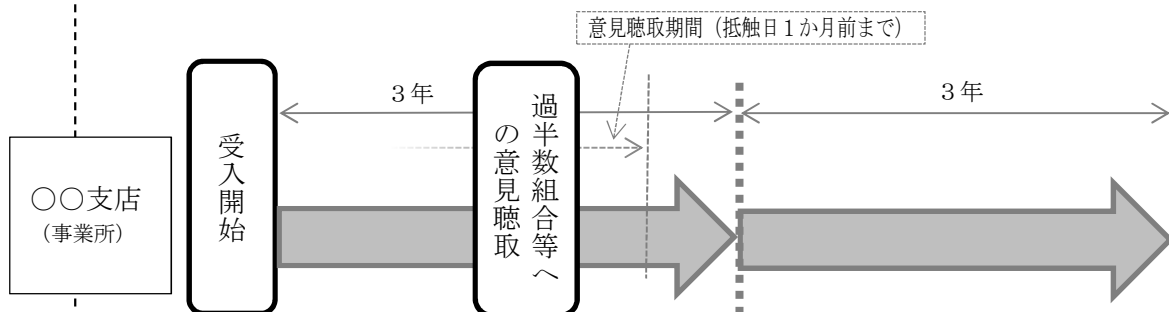 意見聴取期間（抵触日１か月前まで）
３年
３年
○○支店
（事業所）
受入開始
過半数組合等へ
の意見聴取